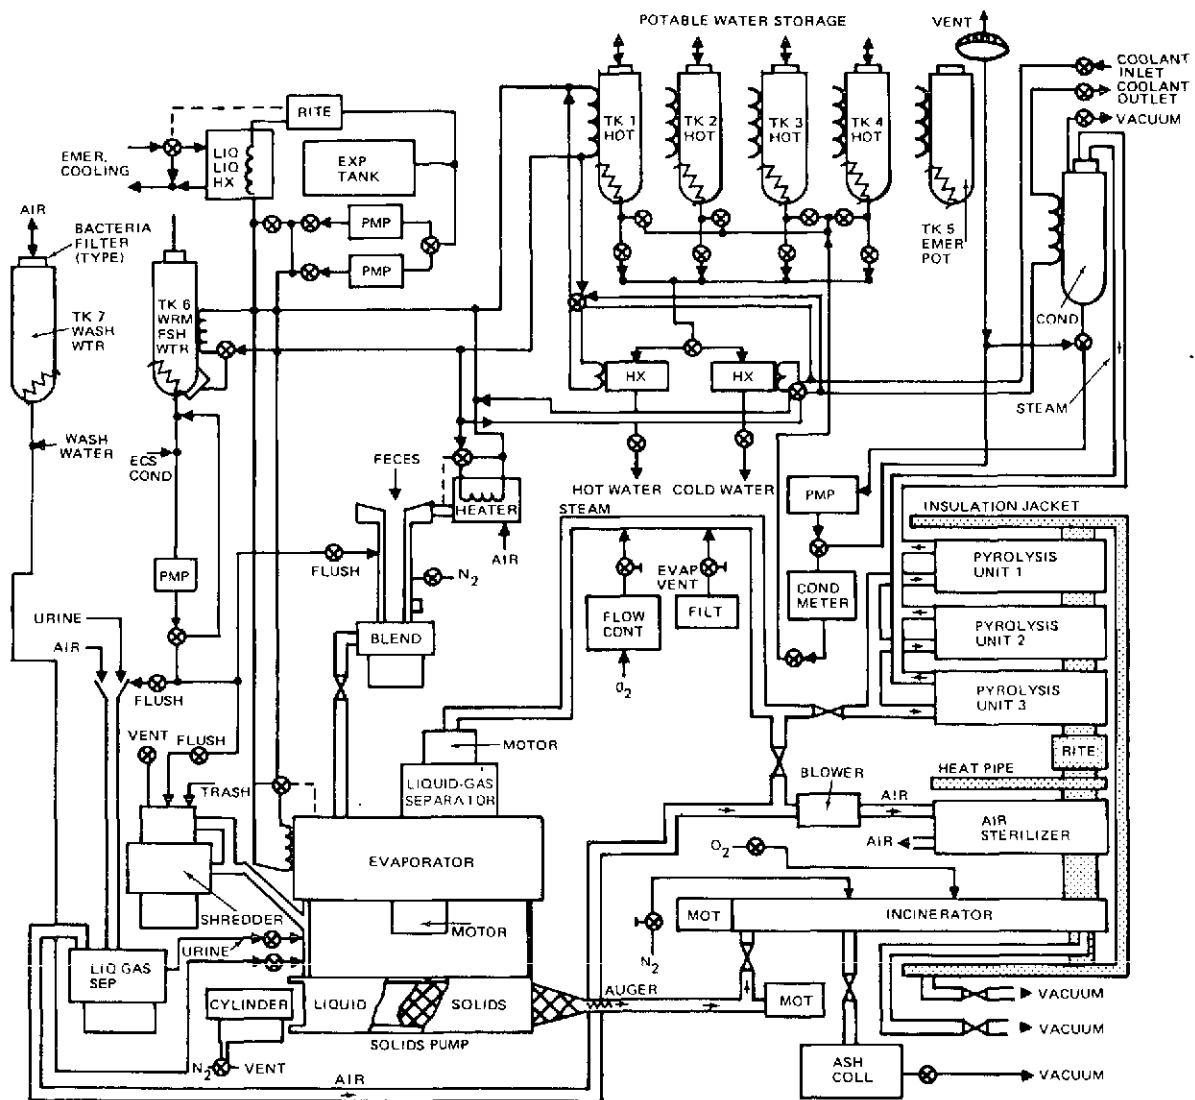 POTABLE WATER STORAGE
VENT
COOLANT
INLET
COOLANT
OUTLET
VACUUM
RITE
TK 1
HOT
TK 2
HOT
TK 3
HOT
TK 4
HOT
EMER.
COOLING
LIQ
LIQ
HX
EXP
TANK
AIR
BACTERIA
FILTER
(TYPE)
PMP
PMP
TK 5
EMER
POT
TK 7
WASH
WTR
TK 6
WRM
FSH
WTR
COND
HX
HX
STEAM
WASH
WATER
ECS
COND
FECES
HOT WATER
COLD WATER
PMP
HEATER
STEAM
INSULATION JACKET
AIR
FLUSH
N2
EVAP
VENT
PYROLYSIS
UNIT 1
PMP
FLOW
CONT
FILT
COND
METER
URINE
AIR
BLEND
PYROLYSIS
UNIT 2
O2
FLUSH
PYROLYSIS
UNIT 3
VENT
FLUSH
MOTOR
RITE
TRASH
LIQUID-GAS
SEPARATOR
BLOWER
HEAT PIPE
AIR
AIR
STERILIZER
AIR
O2
EVAPORATOR
SHREDDER
MOTOR
MOT
INCINERATOR
URINE
N2
LIQ GAS
SEP
CYLINDER
LIQUID
SOLIDS
AUGER
MOT
VACUUM
SOLIDS PUMP
VACUUM
N2
VENT
AIR
ASH
COLL
VACUUM